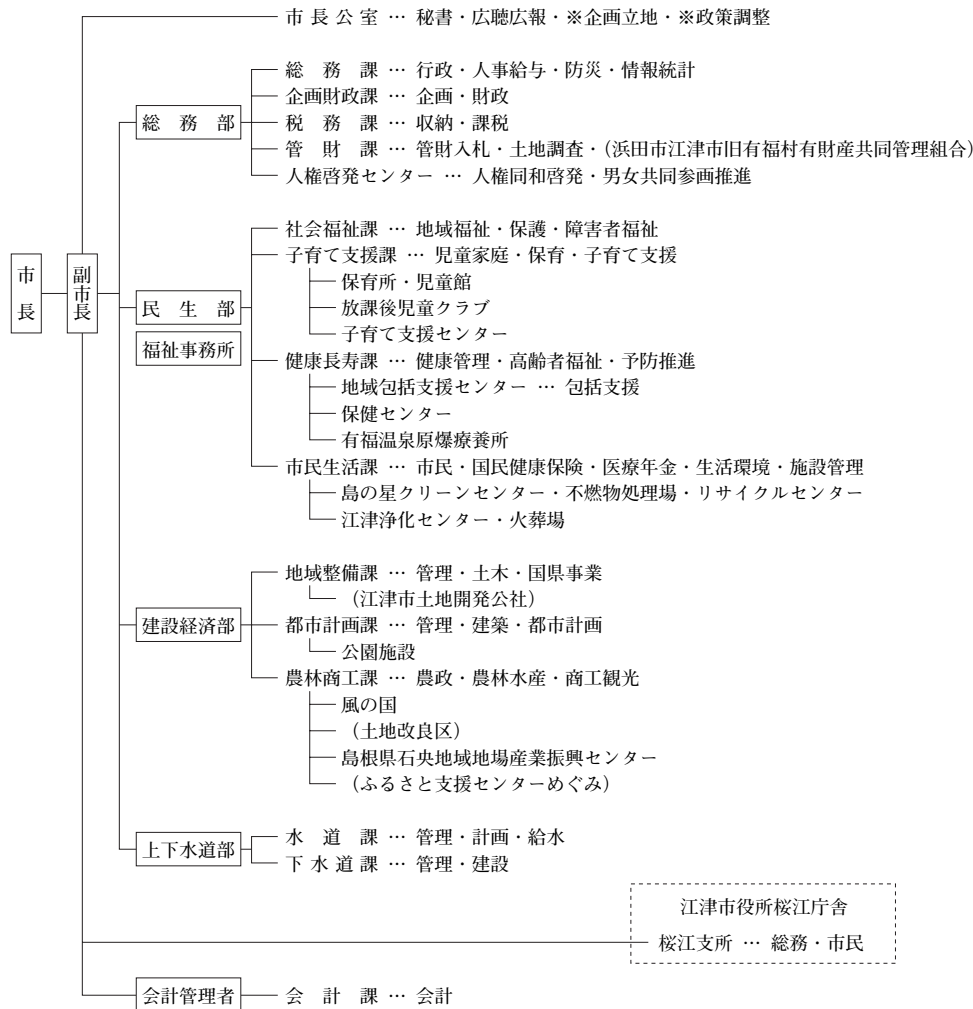 市長公室 … 秘書・広聴広報・※企画立地・※政策調整
総務課 … 行政・人事給与・防災・情報統計
企画財政課 … 企画・財政
総務部
税務課 … 収納・課税
管財課 … 管財入札・土地調査・(浜田市江津市旧有福村有財産共同管理組合)
人権啓発センター … 人権同和啓発・男女共同参画推進
社会福祉課 … 地域福祉・保護・障害者福祉
子育て支援課 … 児童家庭・保育・子育て支援
保育所・児童館
市長
副市長
民生部
放課後児童クラブ
子育て支援センター
福祉事務所
健康長寿課 … 健康管理・高齢者福祉・予防推進
地域包括支援センター … 包括支援
保健センター
有福温泉原爆療養所
市民生活課 … 市民・国民健康保険・医療年金・生活環境・施設管理
島の星クリーンセンター・不燃物処理場・リサイクルセンター
江津浄化センター・火葬場
地域整備課 … 管理・土木・国県事業
(江津市土地開発公社)
建設経済部
都市計画課 … 管理・建築・都市計画
公園施設
農林商工課 … 農政・農林水産・商工観光
風の国
(土地改良区)
島根県石央地域地場産業振興センター
(ふるさと支援センターめぐみ)
上下水道部
水道課 … 管理・計画・給水
下水道課 … 管理・建設
江津市役所桜江庁舎
桜江支所 … 総務・市民
会計管理者
会計課 … 会計